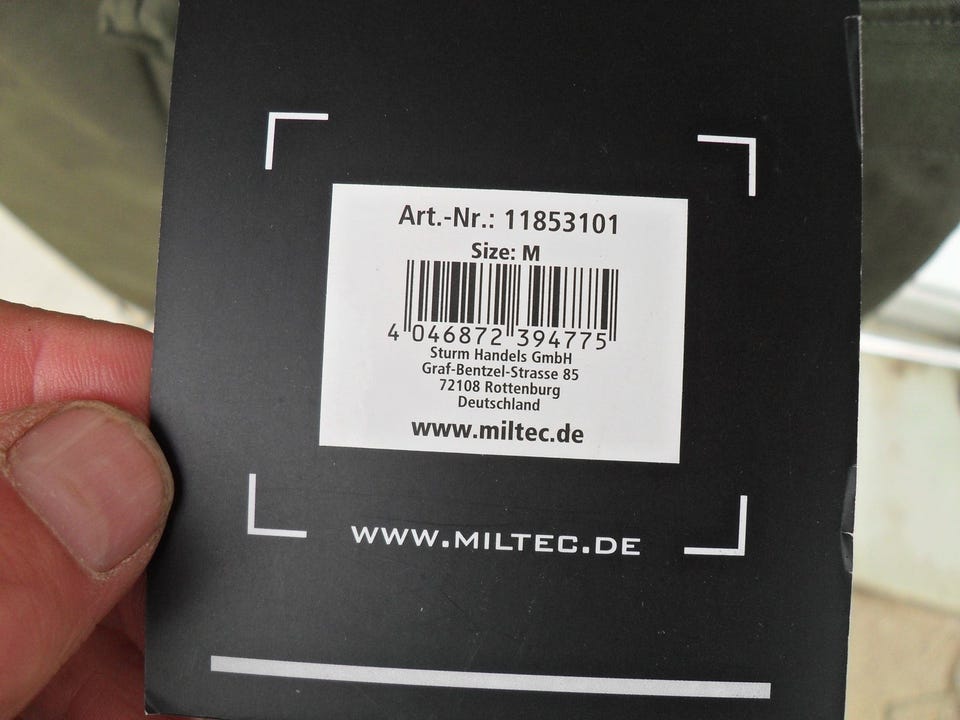 Art.-Nr.: 11853101
Size: M
4 046872 394775
Sturm Handels GmbH
Graf-Bentzel-Strasse 85
72108 Rottenburg
Deutschland
www.miltec.de
WWW.MILTEC.DE